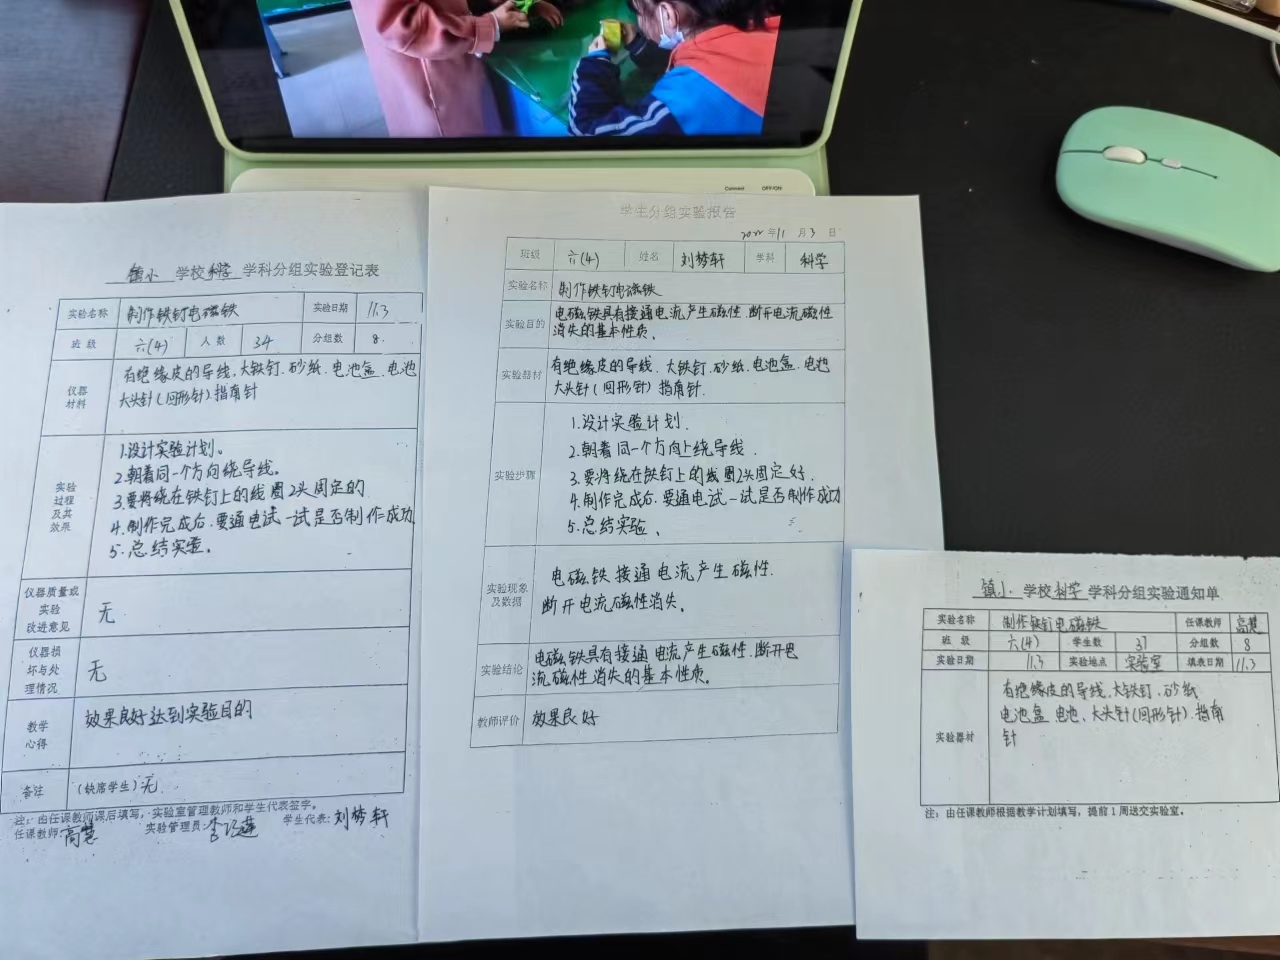 Connect
OFF/ON
镇小 学校科学 学科分组实验登记表
实验名称 制作铁钉电磁铁 实验日期 11.3
班 级 六(4) 人 数 34 分组数 8.
仪器材料 有绝缘皮的导线、大铁钉、砂纸、电池盒、电池
大头针(回形针)指南针
实验过程及其效果
1.设计实验计划。
2.朝着同一个方向绕导线。
3.要将绕在铁钉上的线圈2头固定的
4.制作完成后.要通电试一试是否制作成功
5.总结实验。
仪器质量或实验改进意见 无
仪器损坏与处理情况 无
教学心得 效果良好达到实验目的
备注 (缺席学生)无.
注:由任课教师课后填写,实验室管理教师和学生代表签字。
任课教师:高慧 实验管理员: 学生代表:刘梦轩
学生分组实验报告
2022年11月3日
班级 六(4) 姓名 刘梦轩 学科 科学
实验名称 制作铁钉电磁铁
实验目的 电磁铁具有接通电流产生磁性.断开电流磁性
消失的基本性质.
实验器材 有绝缘皮的导线、大铁钉.砂纸.电池盒、电池
大头针(回形针)指南针.
实验步骤
1.设计实验计划.
2.朝着同一个方向上绕导线.
3.要将绕在铁钉上的线圈2头固定好.
4.制作完成后.要通电试一试是否制作成功
5.总结实验、
实验现象及数据 电磁铁接通电流产生磁性.
断开电流磁性消失。
实验结论 电磁铁具有接通电流产生磁性.断开电
流磁性消失的基本性质。
教师评价 效果良好
镇小 学校科学 学科分组实验通知单
实验名称 制作铁钉电磁铁 任课教师 高慧
班 级 六(4) 学生数 37 分组数 8
实验日期 11.3 实验地点 实验室 填表日期 11.3
实验器材 有绝缘皮的导线、大铁钉、砂纸
电池盒 电池、大头针(回形针).指南
针
注:由任课教师根据教学计划填写,提前1周送交实验室。